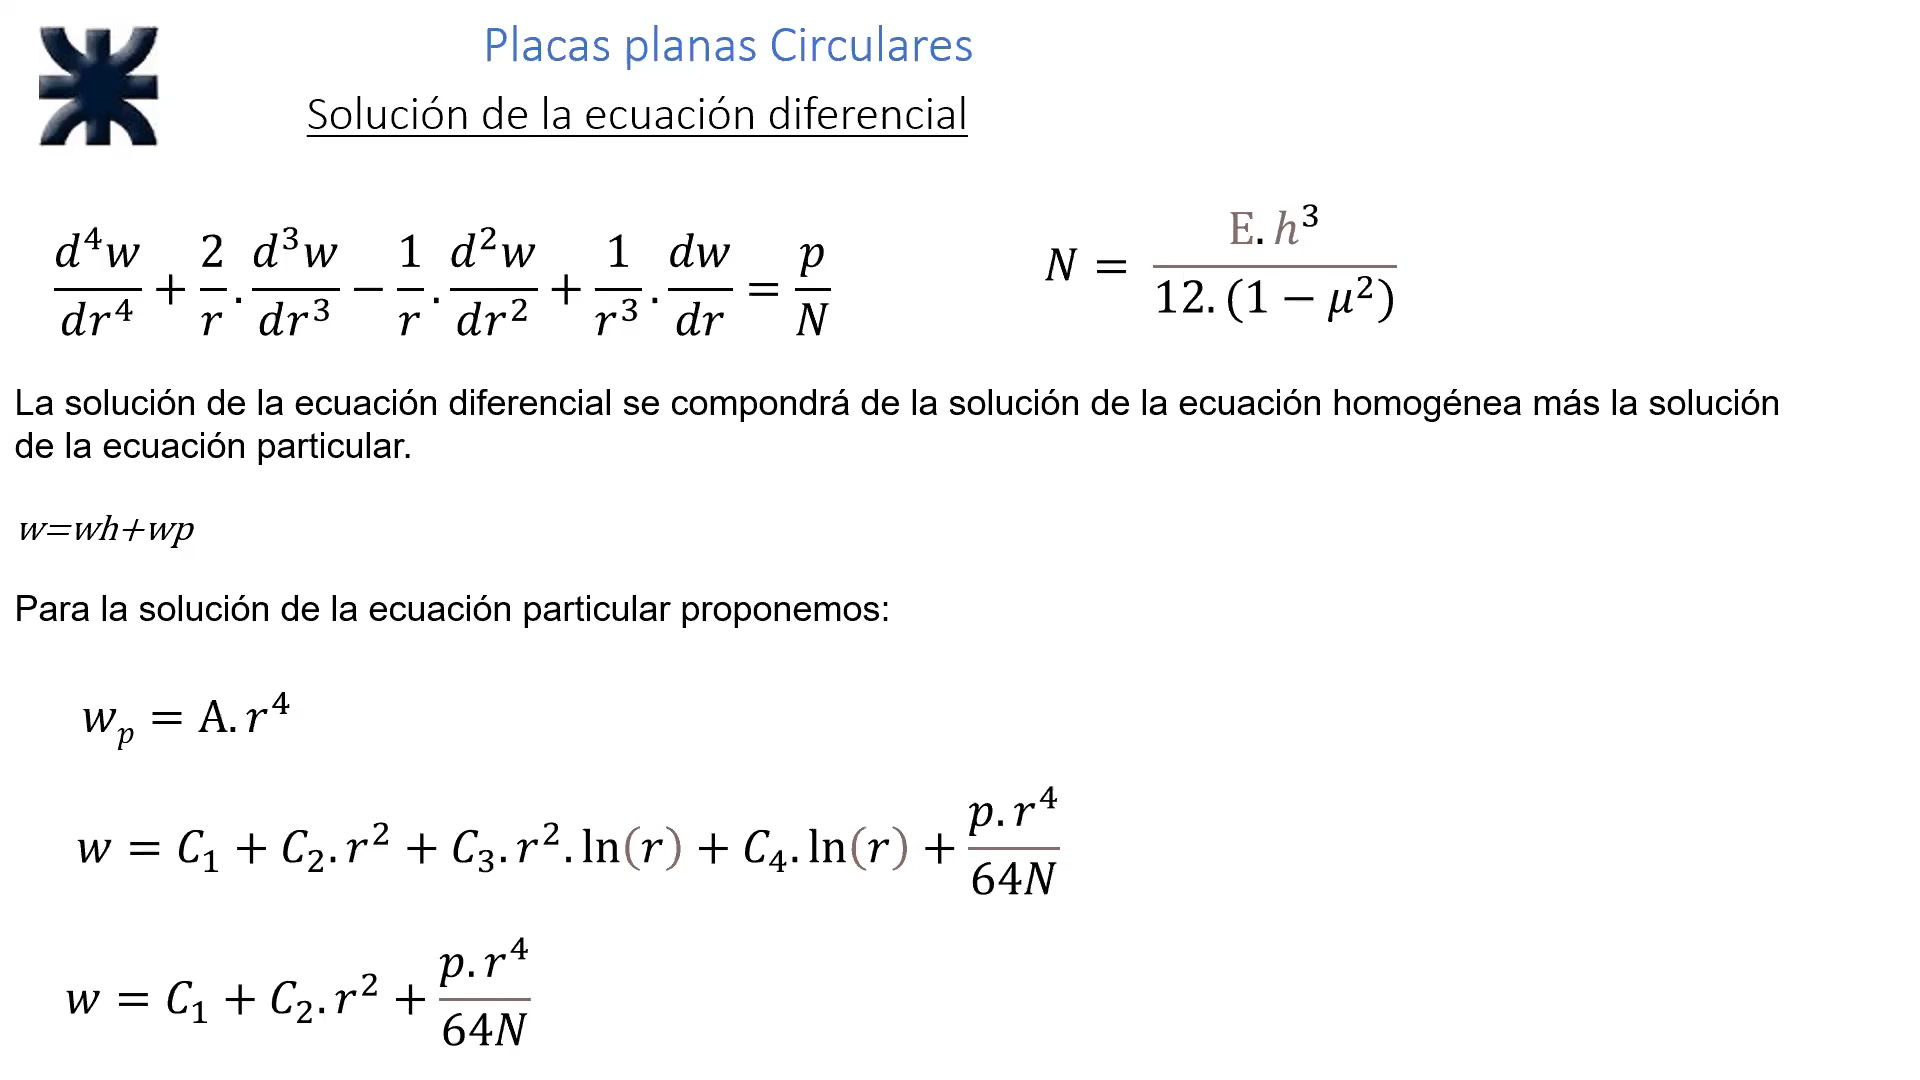 Placas planas Circulares
Solución de la ecuación diferencial
d⁴w/dr⁴ + 2/r . d³w/dr³ − 1/r . d²w/dr² + 1/r³ . dw/dr = p/N
N = E.h³/12.(1 − μ²)
La solución de la ecuación diferencial se compondrá de la solución de la ecuación homogénea más la solución
de la ecuación particular.
w=wh+wp
Para la solución de la ecuación particular proponemos:
wₚ = A.r⁴
w = C₁ + C₂.r² + C₃.r².ln(r) + C₄.ln(r) + p.r⁴/64N
w = C₁ + C₂.r² + p.r⁴/64N